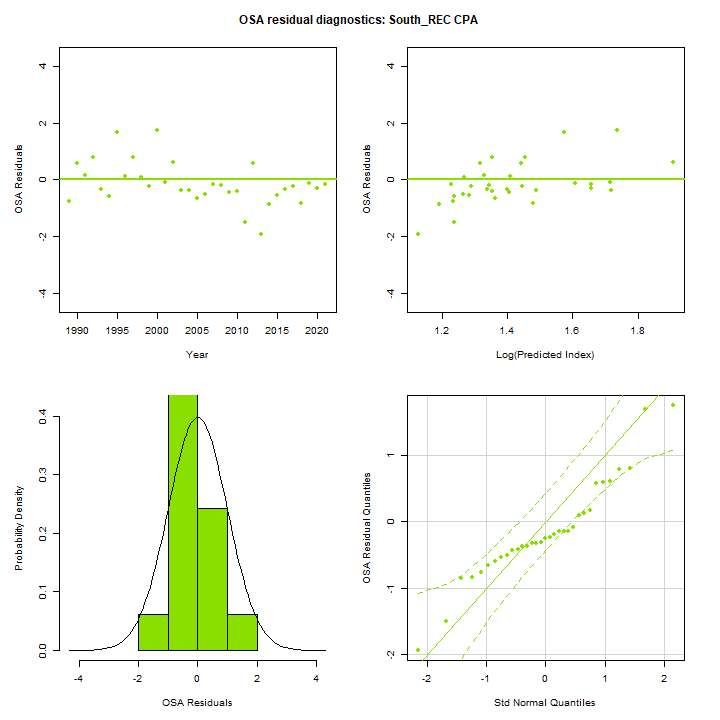 OSA residual diagnostics: South_REC CPA
4
2
0
-2
-4
OSA Residuals
1990 1995 2000 2005 2010 2015 2020
Year
4
2
0
-2
-4
OSA Residuals
1.2 1.4 1.6 1.8
Log(Predicted Index)
0.4
0.3
0.2
0.1
0.0
Probability Density
-4 -2 0 2 4
OSA Residuals
1
0
-1
-2
OSA Residual Quantiles
-2 -1 0 1 2
Std Normal Quantiles